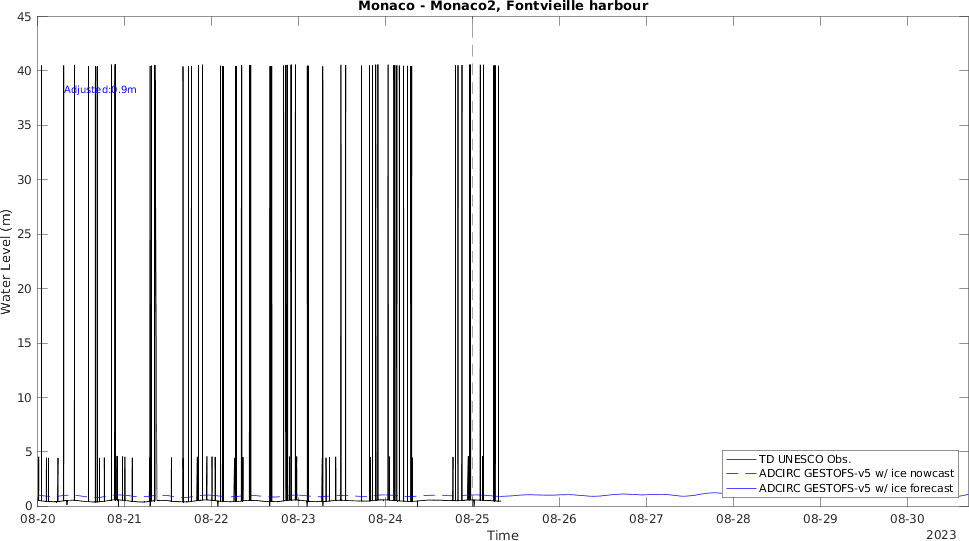 Monaco - Monaco2, Fontvieille harbour
45
40
35
30
25
20
15
10
5
0
Water Level (m)
Adjusted:0.9m
TD UNESCO Obs.
ADCIRC GESTOFS-v5 w/ ice nowcast
ADCIRC GESTOFS-v5 w/ ice forecast
08-20 08-21 08-22 08-23 08-24 08-25 08-26 08-27 08-28 08-29 08-30
Time
2023